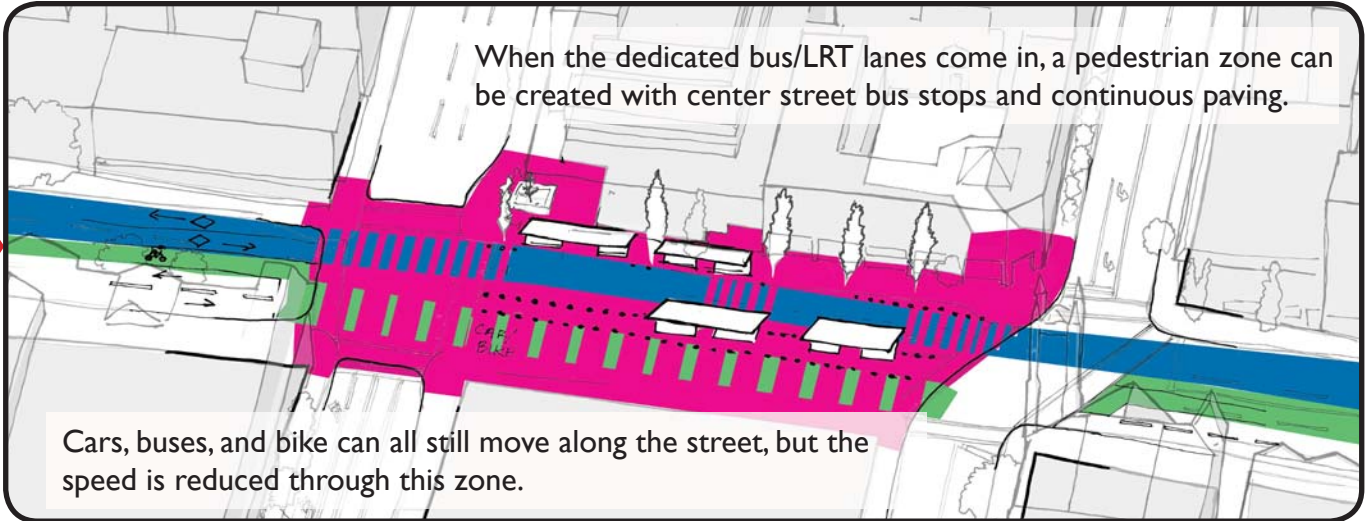 When the dedicated bus/LRT lanes come in, a pedestrian zone can
be created with center street bus stops and continuous paving.
CAR/
BIKE
Cars, buses, and bike can all still move along the street, but the
speed is reduced through this zone.